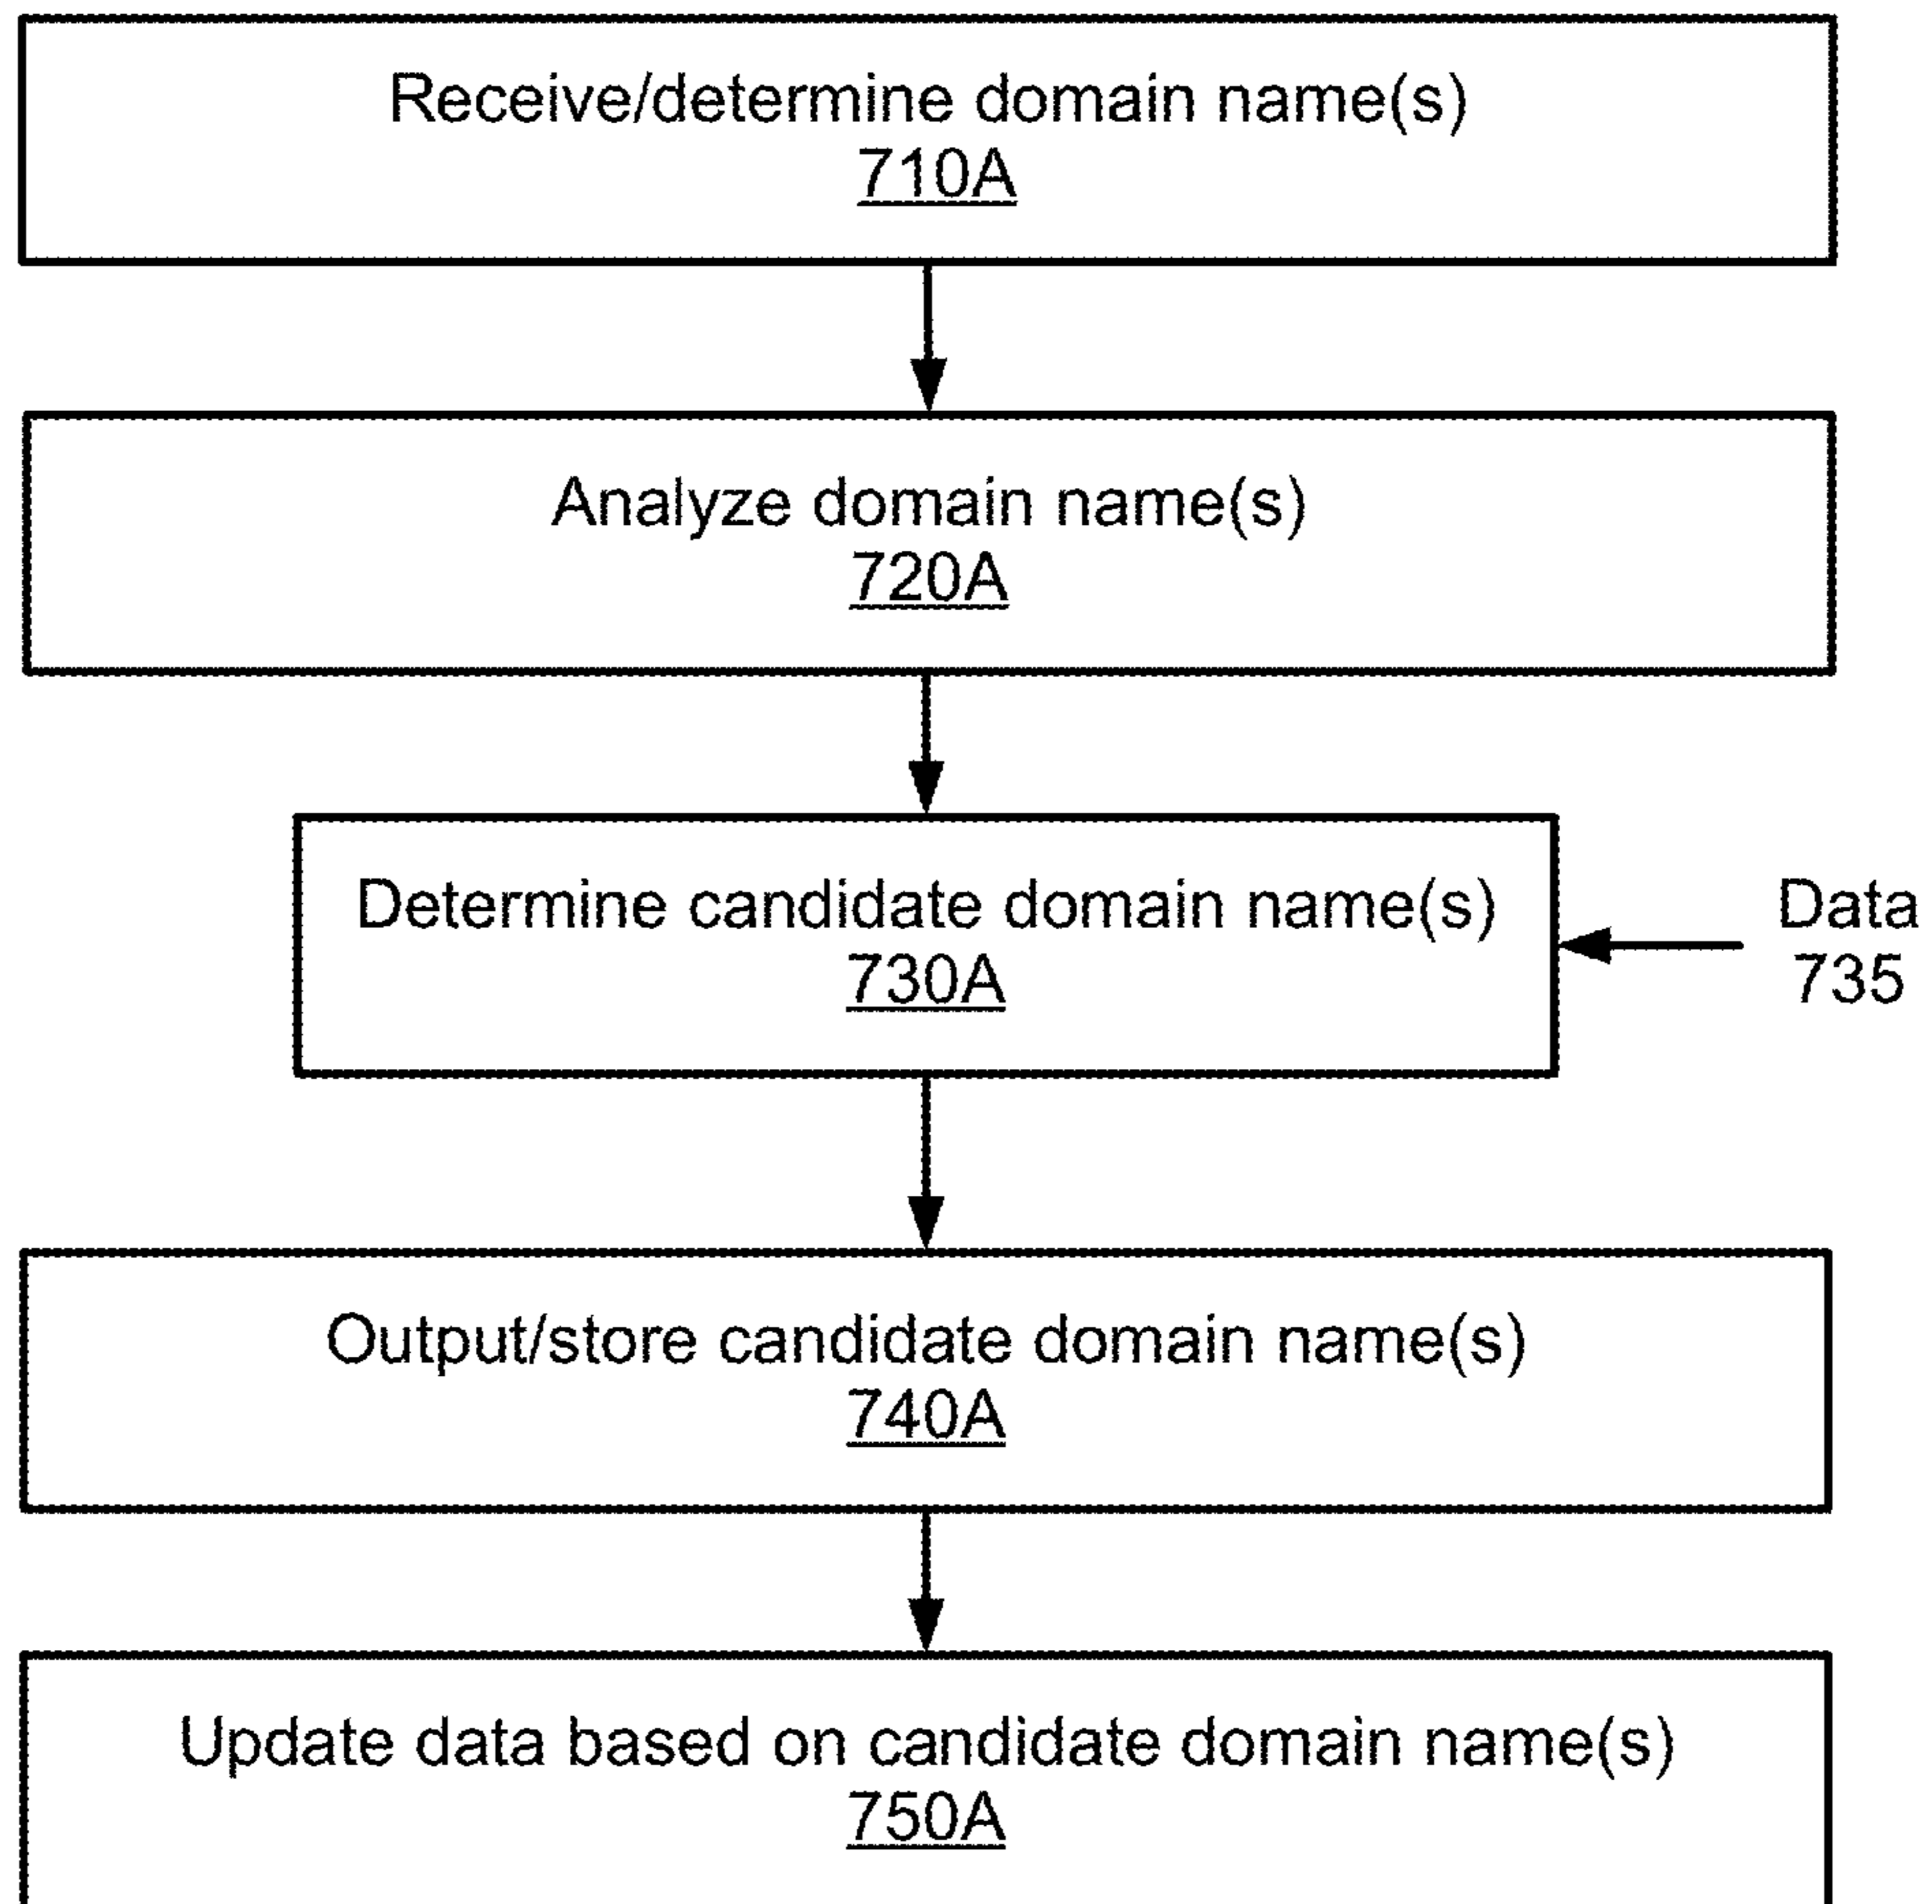 Receive/determine domain name(s)
710A
Analyze domain name(s)
720A
Determine candidate domain name(s)
730A
Data
735
Output/store candidate domain name(s)
740A
Update data based on candidate domain name(s)
750A